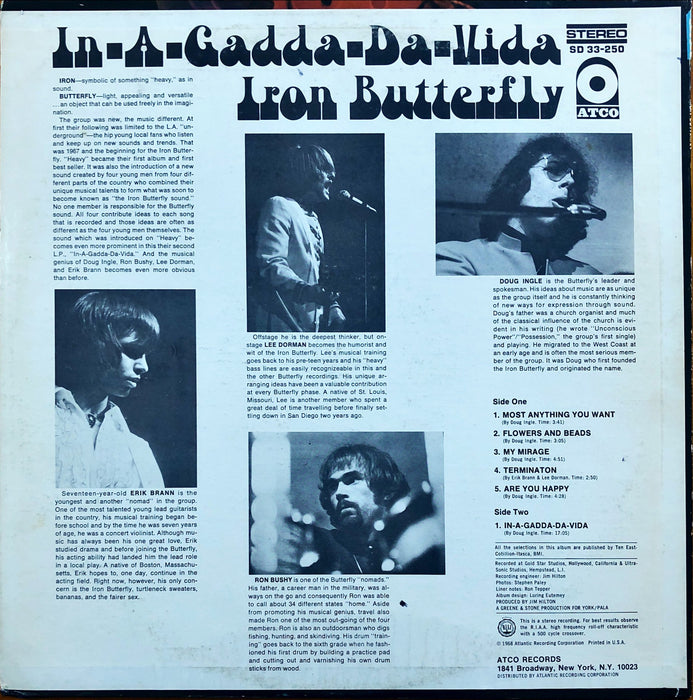 In-A-Gadda-Da-Vida
Iron Butterfly
STEREO
SD 33-250
ATCO
IRON—symbolic of something "heavy," as in
sound.
BUTTERFLY—light, appealing and versatile
...an object that can be used freely in the imagi-
nation.
The group was new, the music different. At
first their following was limited to the L.A. "un-
derground"—the hip young local fans who listen
and keep up on new sounds and trends. That
was 1967 and the beginning for the Iron Butter-
fly. "Heavy" became their first album and first
best seller. It was also the introduction of a new
sound created by four young men from four dif-
ferent parts of the country who combined their
unique musical talents to form what was soon to
become known as "the Iron Butterfly sound."
No one member is responsible for the Butterfly
sound. All four contribute ideas to each song
that is recorded and those ideas are often as
different as the four young men themselves. The
sound which was introduced on "Heavy" be-
comes even more prominent in this their second
L.P., "In-A-Gadda-Da-Vida." And the musical
genius of Doug Ingle, Ron Bushy, Lee Dorman,
and Erik Brann becomes even more obvious
than before.
Seventeen-year-old ERIK BRANN is the
youngest and another "nomad" in the group.
One of the most talented young lead guitarists
in the country, his musical training began be-
fore school and by the time he was seven years
of age, he was a concert violinist. Although mu-
sic has always been his one great love, Erik
studied drama and before joining the Butterfly,
his acting ability had landed him the lead role
in a local play. A native of Boston, Massachu-
setts, Erik hopes to, one day, continue in the
acting field. Right now, however, his only con-
cern is the Iron Butterfly, turtleneck sweaters,
bananas, and the fairer sex.
Offstage he is the deepest thinker, but on-
stage LEE DORMAN becomes the humorist and
wit of the Iron Butterfly. Lee's musical training
goes back to his pre-teen years and his "heavy"
bass lines are easily recognizable in this and
the other Butterfly recordings. His unique ar-
ranging ideas have been a valuable contribution
at every Butterfly phase. A native of St. Louis,
Missouri, Lee is another member who spent a
great deal of time travelling before finally set-
tling down in San Diego two years ago.
RON BUSHY is one of the Butterfly "nomads."
His father, a career man in the military, was al-
ways on the go and consequently Ron was able
to call about 34 different states "home." Aside
from promoting his musical genius, travel also
made Ron one of the most out-going of the four
members. Ron is also an outdoorsman who digs
fishing, hunting, and skindiving. His drum "train-
ing" goes back to the sixth grade when he fash-
ioned his first drum by building a practice pad
and cutting out and varnishing his own drum
sticks from wood.
DOUG INGLE is the Butterfly's leader and
spokesman. His ideas about music are as unique
as the group itself and he is constantly thinking
of new ways for expression through sound.
Doug's father was a church organist and much
of the classical influence of the church is evi-
dent in his writing (he wrote "Unconscious
Power"/"Possession," the group's first single)
and playing. He migrated to the West Coast at
an early age and is often the most serious mem-
ber of the group. It was Doug who first founded
the Iron Butterfly and originated the name.
Side One
1. MOST ANYTHING YOU WANT
(By Doug Ingle. Time: 3:41)
2. FLOWERS AND BEADS
(By Doug Ingle. Time: 3:05)
3. MY MIRAGE
(By Doug Ingle. Time: 4:51)
4. TERMINATON
(By Erik Brann & Lee Dorman. Time: 2:50)
5. ARE YOU HAPPY
(By Doug Ingle. Time: 4:28)
Side Two
1. IN-A-GADDA-DA-VIDA
(By Doug Ingle. Time: 17:05)
All the selections in this album are published by Ten East-
Cotillion-Itasca, BMI.
Recorded at Gold Star Studios, Hollywood, California & Ultra-
Sonic Studios, Hempstead, L.I.
Recording engineer: Jim Hilton
Photos: Stephen Paley
Liner notes: Ron Tepper
Album design: Loring Eutemey
PRODUCED BY JIM HILTON
A GREENE & STONE PRODUCTION FOR YORK/PALA
This is a stereo recording. For best results observe
the R.I.A.A. high frequency roll-off characteristic
with a 500 cycle crossover.
© 1968 Atlantic Recording Corporation Printed in U.S.A.
ATCO RECORDS
1841 Broadway, New York, N.Y. 10023
DISTRIBUTED BY ATLANTIC RECORDING CORPORATION